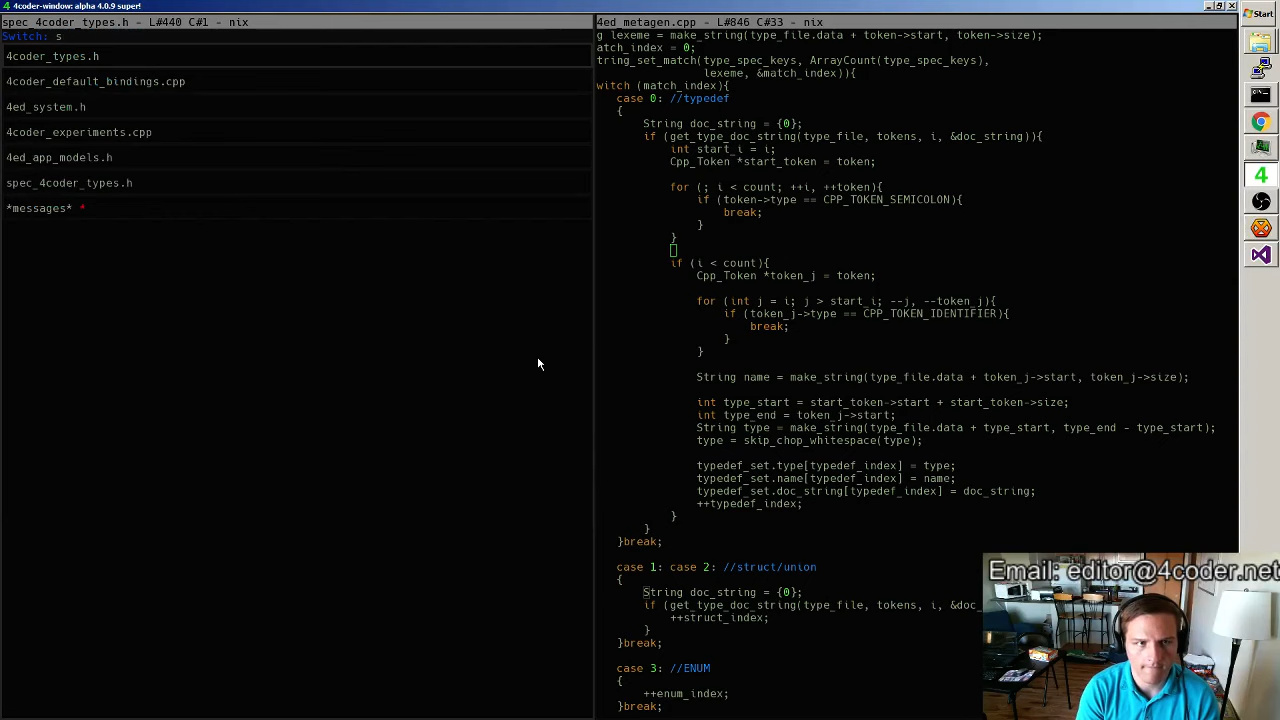 4coder-window: alpha 4.0.9 super!
Start
spec_4coder_types.h - L#440 C#1 - nix
Switch: s
4coder_types.h
4coder_default_bindings.cpp
4ed_system.h
4coder_experiments.cpp
4ed_app_models.h
spec_4coder_types.h
*messages* *
4ed_metagen.cpp - L#846 C#33 - nix
g lexeme = make_string(type_file.data + token->start, token->size);
atch_index = 0;
tring_set_match(type_spec_keys, ArrayCount(type_spec_keys),
lexeme, &match_index)){
witch (match_index){
case 0: //typedef
{
String doc_string = {0};
if (get_type_doc_string(type_file, tokens, i, &doc_string)){
int start_i = i;
Cpp_Token *start_token = token;
for (; i < count; ++i, ++token){
if (token->type == CPP_TOKEN_SEMICOLON){
break;
}
}
if (i < count){
Cpp_Token *token_j = token;
for (int j = i; j > start_i; --j, --token_j){
if (token_j->type == CPP_TOKEN_IDENTIFIER){
break;
}
}
String name = make_string(type_file.data + token_j->start, token_j->size);
int type_start = start_token->start + start_token->size;
int type_end = token_j->start;
String type = make_string(type_file.data + type_start, type_end - type_start);
type = skip_chop_whitespace(type);
typedef_set.type[typedef_index] = type;
typedef_set.name[typedef_index] = name;
typedef_set.doc_string[typedef_index] = doc_string;
++typedef_index;
}
}
}break;
case 1: case 2: //struct/union
{
String doc_string = {0};
if (get_type_doc_string(type_file, tokens, i, &doc_
++struct_index;
}
}break;
case 3: //ENUM
{
++enum_index;
}break;
Email: editor@4coder.net